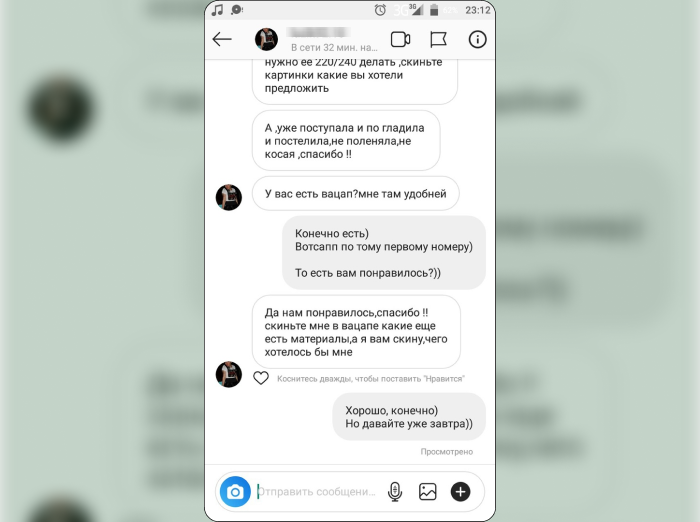 3G 23:12
В сети 32 мин. на...
нужно ее 220/240 делать ,скиньте
картинки какие вы хотели
предложить
А ,уже поступала и по гладила
и постелила,не поленяла,не
косая ,спасибо !!
У вас есть вацап?мне там удобней
Конечно есть)
Вотсапп по тому первому номеру)
То есть вам понравилось?))
Да нам понравилось,спасибо !!
скиньте мне в вацапе какие еще
есть материалы,а я вам скину,чего
хотелось бы мне
Коснитесь дважды, чтобы поставить "Нравится"
Хорошо, конечно)
Но давайте уже завтра))
Просмотрено
Отправить сообщени...